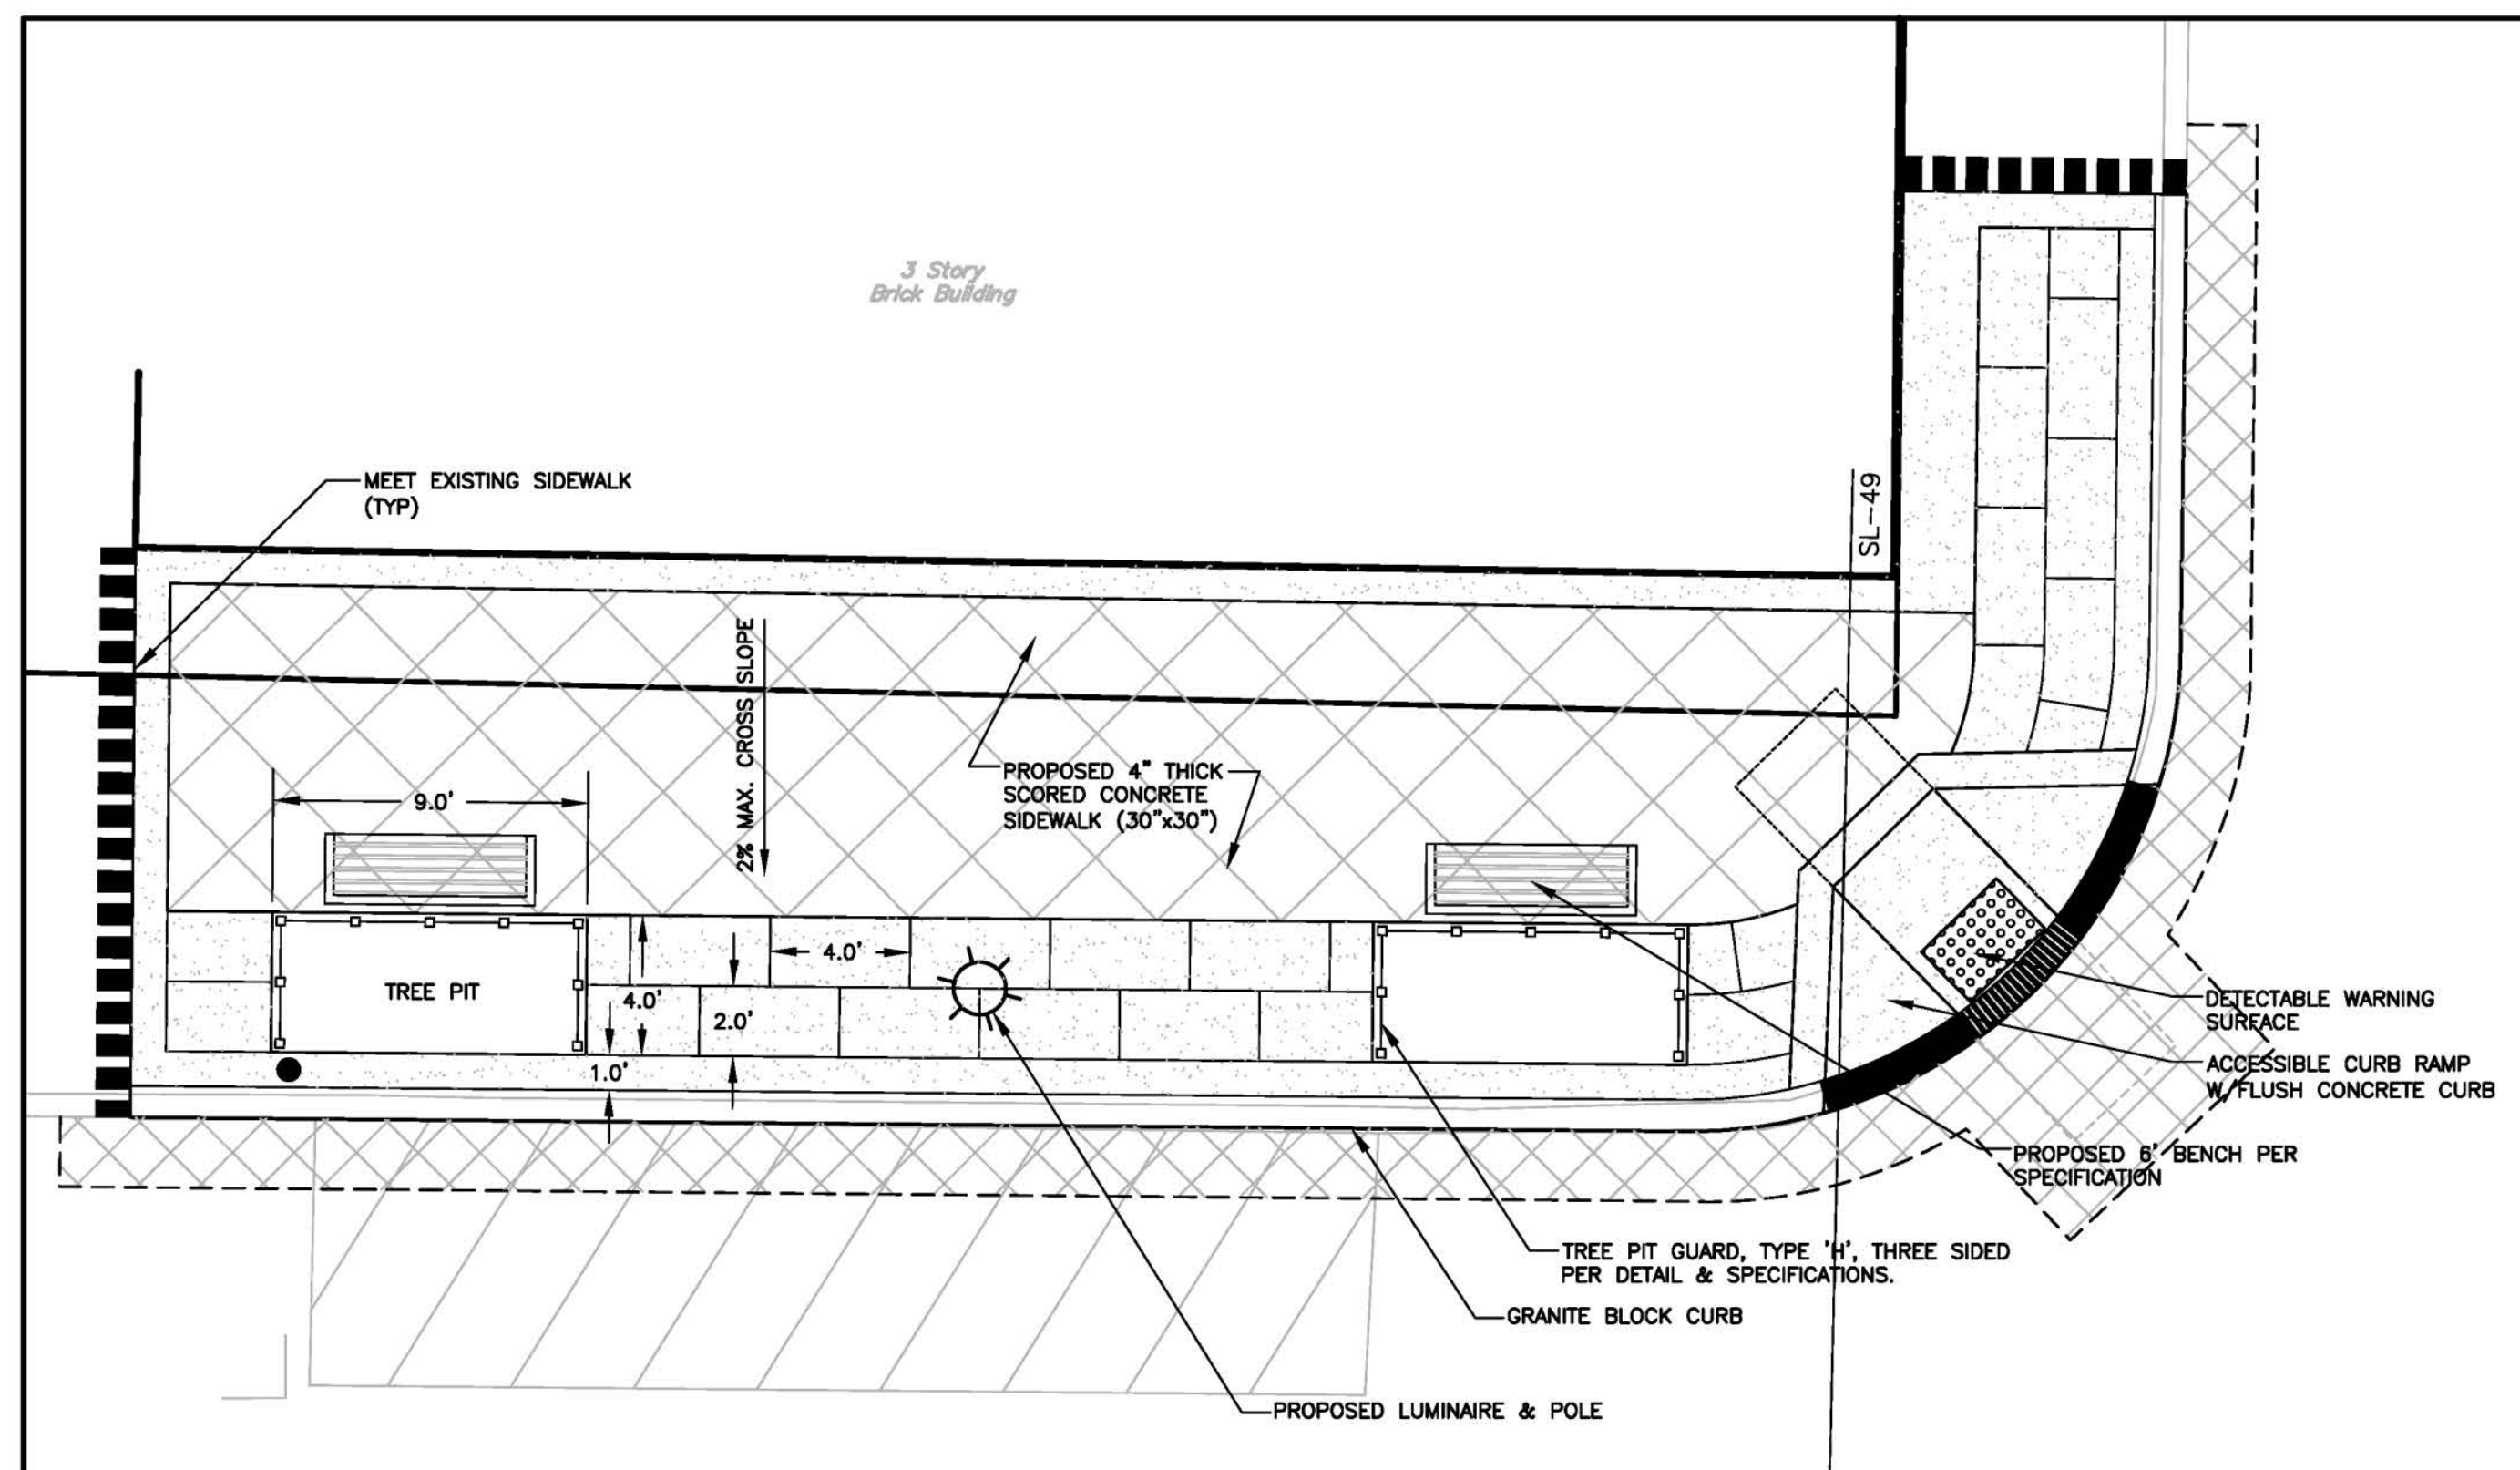 3 Story
Brick Building
MEET EXISTING SIDEWALK
(TYP)
SL-49
2% MAX. CROSS SLOPE
PROPOSED 4" THICK
SCORED CONCRETE
SIDEWALK (30"x30")
9.0'
TREE PIT
4.0'
4.0'
2.0'
1.0'
DETECTABLE WARNING
SURFACE
ACCESSIBLE CURB RAMP
W/FLUSH CONCRETE CURB
PROPOSED 6' BENCH PER
SPECIFICATION
TREE PIT GUARD, TYPE 'H', THREE SIDED
PER DETAIL & SPECIFICATIONS.
GRANITE BLOCK CURB
PROPOSED LUMINAIRE & POLE